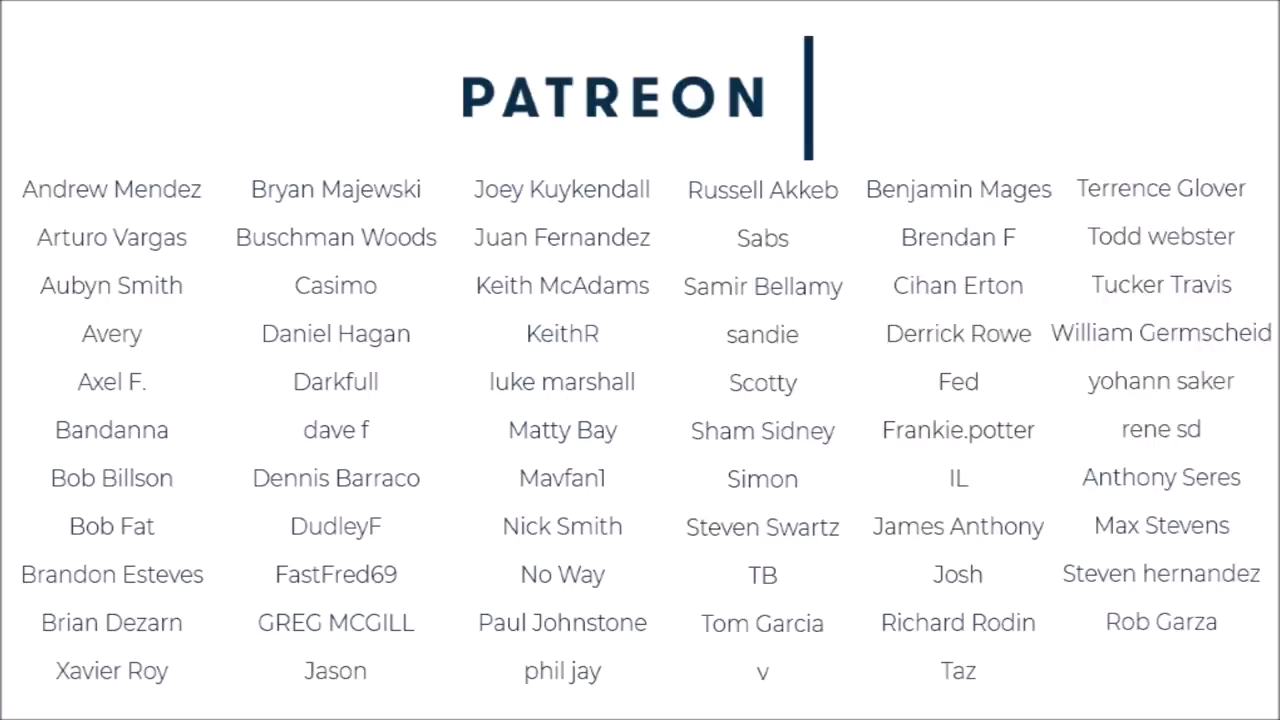 PATREON
Andrew Mendez Bryan Majewski Joey Kuykendall Russell Akkeb Benjamin Mages Terrence Glover
Arturo Vargas Buschman Woods Juan Fernandez Sabs Brendan F Todd webster
Aubyn Smith Casimo Keith McAdams Samir Bellamy Cihan Erton Tucker Travis
Avery Daniel Hagan KeithR sandie Derrick Rowe William Germscheid
Axel F. Darkfull luke marshall Scotty Fed yohann saker
Bandanna dave f Matty Bay Sham Sidney Frankie.potter rene sd
Bob Billson Dennis Barraco Mavfan1 Simon IL Anthony Seres
Bob Fat DudleyF Nick Smith Steven Swartz James Anthony Max Stevens
Brandon Esteves FastFred69 No Way TB Josh Steven hernandez
Brian Dezarn GREG MCGILL Paul Johnstone Tom Garcia Richard Rodin Rob Garza
Xavier Roy Jason phil jay v Taz